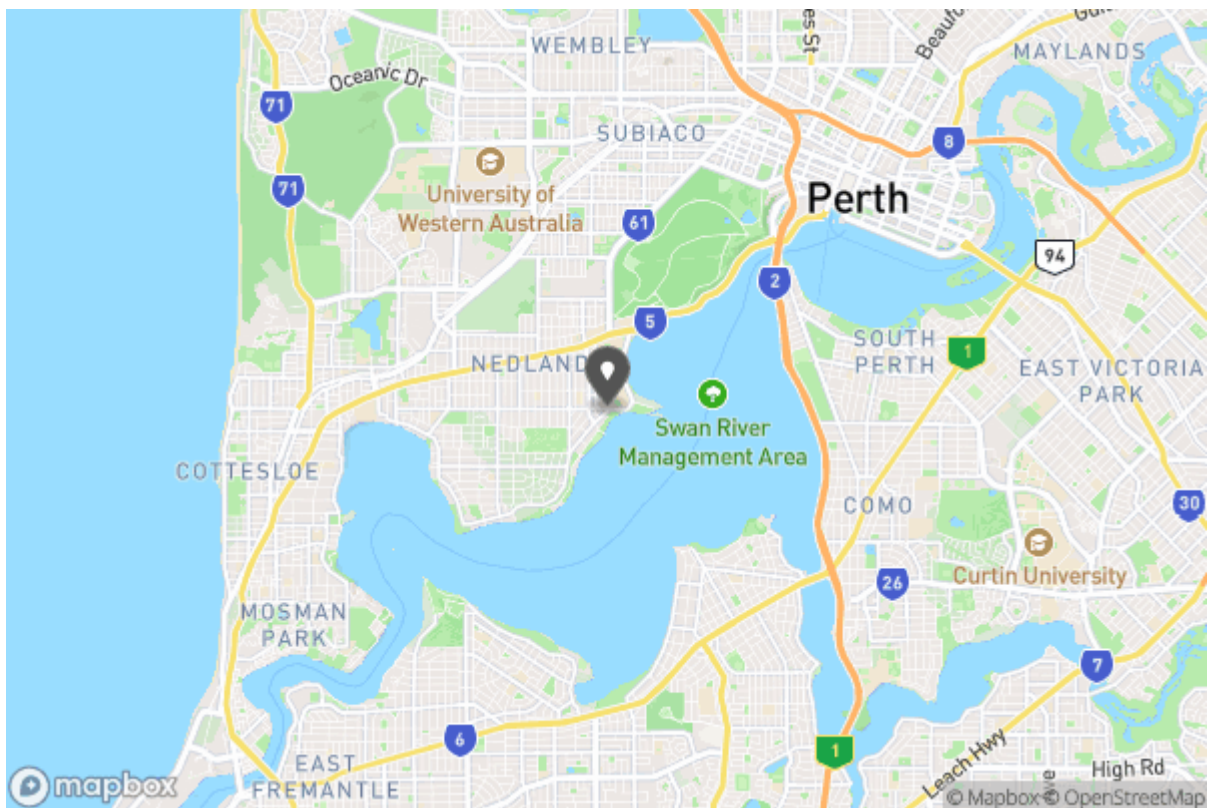 WEMBLEY
MAYLANDS
Oceanic Dr
71
SUBIACO
8
University of
Western Australia
71
Perth
61
94
2
5
SOUTH
PERTH
1
EAST VICTORIA
PARK
Swan River
Management Area
COTTESLOE
COMO
30
Curtin University
26
MOSMAN
PARK
7
6
1
EAST
FREMANTLE
Leach Hwy
High Rd
mapbox
© Mapbox © OpenStreetMap